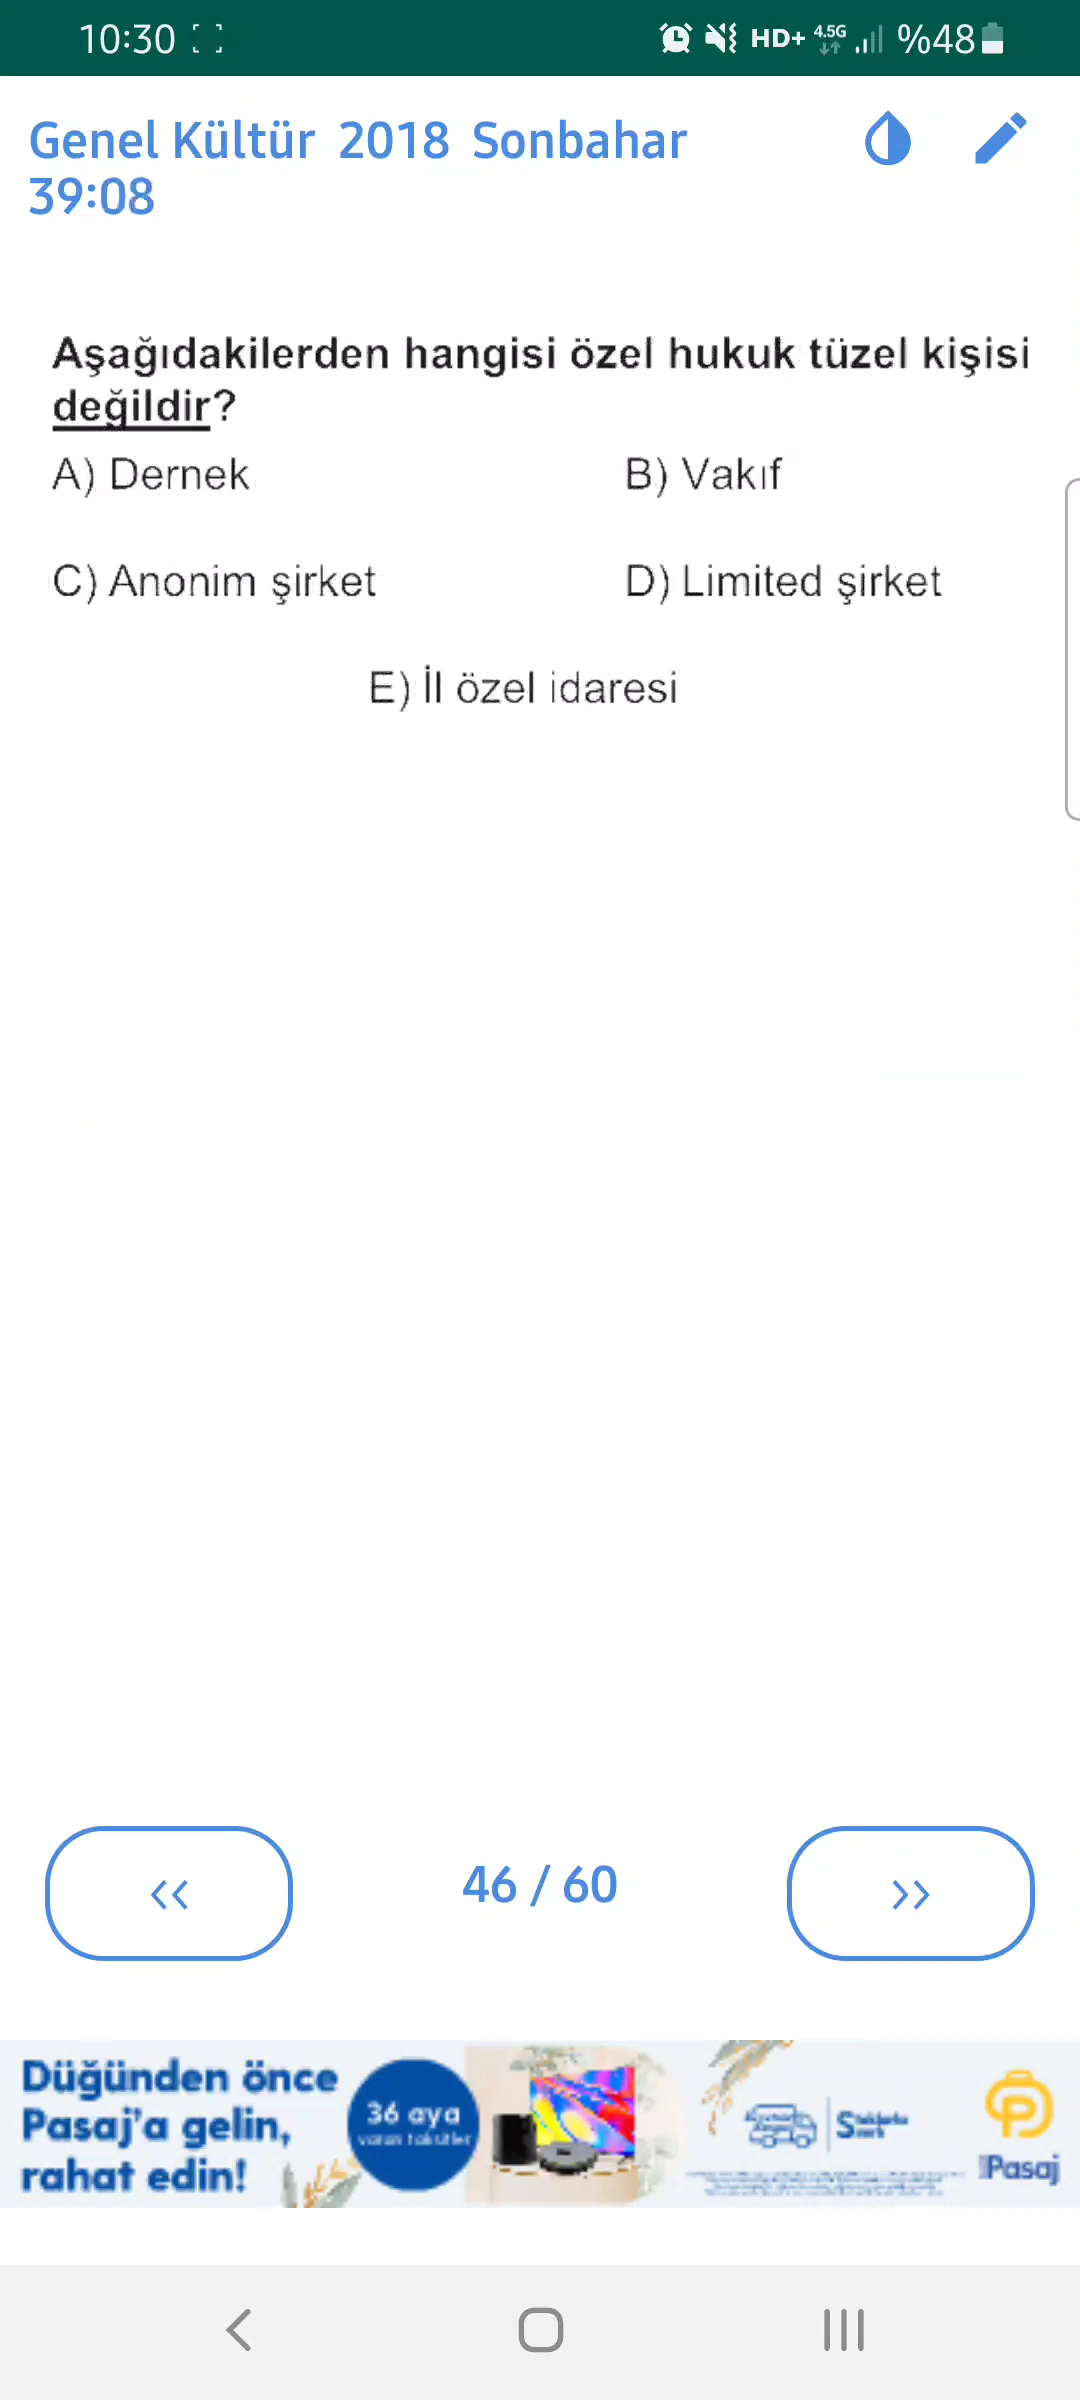 10:30
HD+ 4.5G %48
Genel Kültür 2018 Sonbahar
39:08
Aşağıdakilerden hangisi özel hukuk tüzel kişisi
değildir?
A) Dernek
B) Vakıf
C) Anonim şirket
D) Limited şirket
E) İl özel idaresi
<<
46 / 60
>>
Düğünden önce
Pasaj'a gelin,
rahat edin!
36 aya
varan taksitler
Pasaj